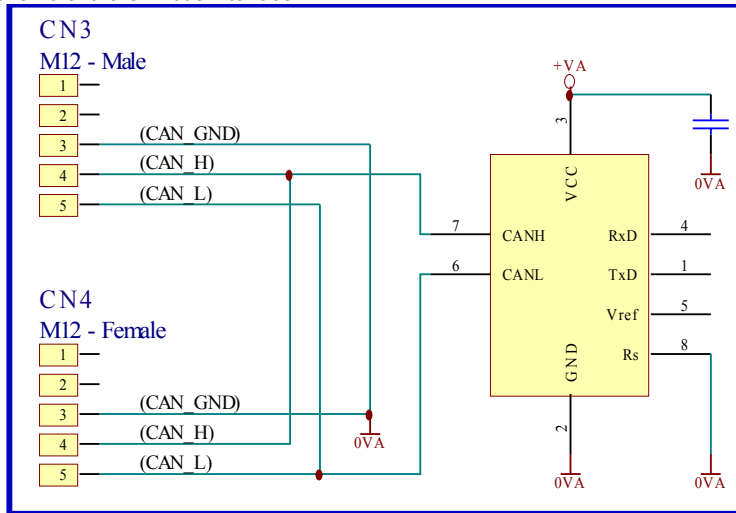 CN3
M12 - Male
1
2
3 (CAN_GND)
4 (CAN_H)
5 (CAN_L)
CN4
M12 - Female
1
2
3 (CAN_GND)
4 (CAN_H)
5 (CAN_L)
0VA
+VA
3
VCC
0VA
7 CANH
6 CANL
RxD 4
TxD 1
Vref 5
Rs 8
GND
2
0VA
0VA